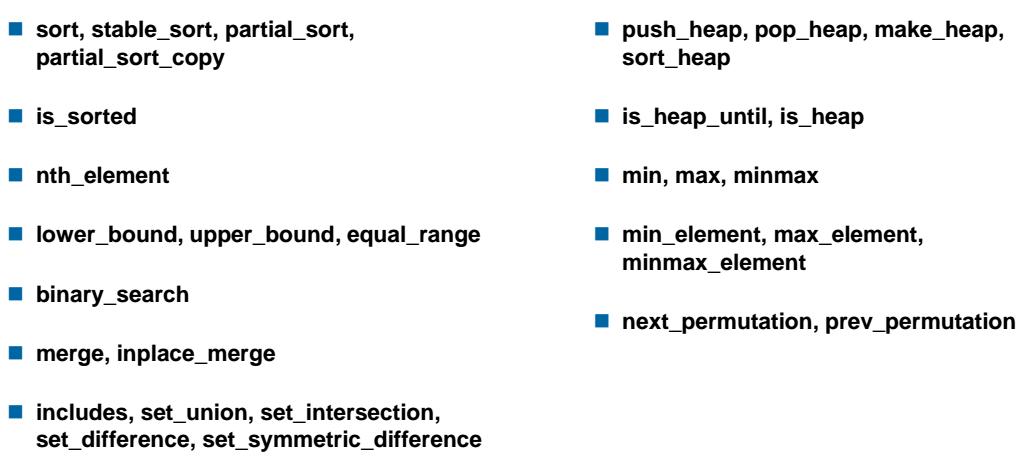 sort, stable_sort, partial_sort,
partial_sort_copy
is_sorted
nth_element
lower_bound, upper_bound, equal_range
binary_search
merge, inplace_merge
includes, set_union, set_intersection,
set_difference, set_symmetric_difference
push_heap, pop_heap, make_heap,
sort_heap
is_heap_until, is_heap
min, max, minmax
min_element, max_element,
minmax_element
next_permutation, prev_permutation